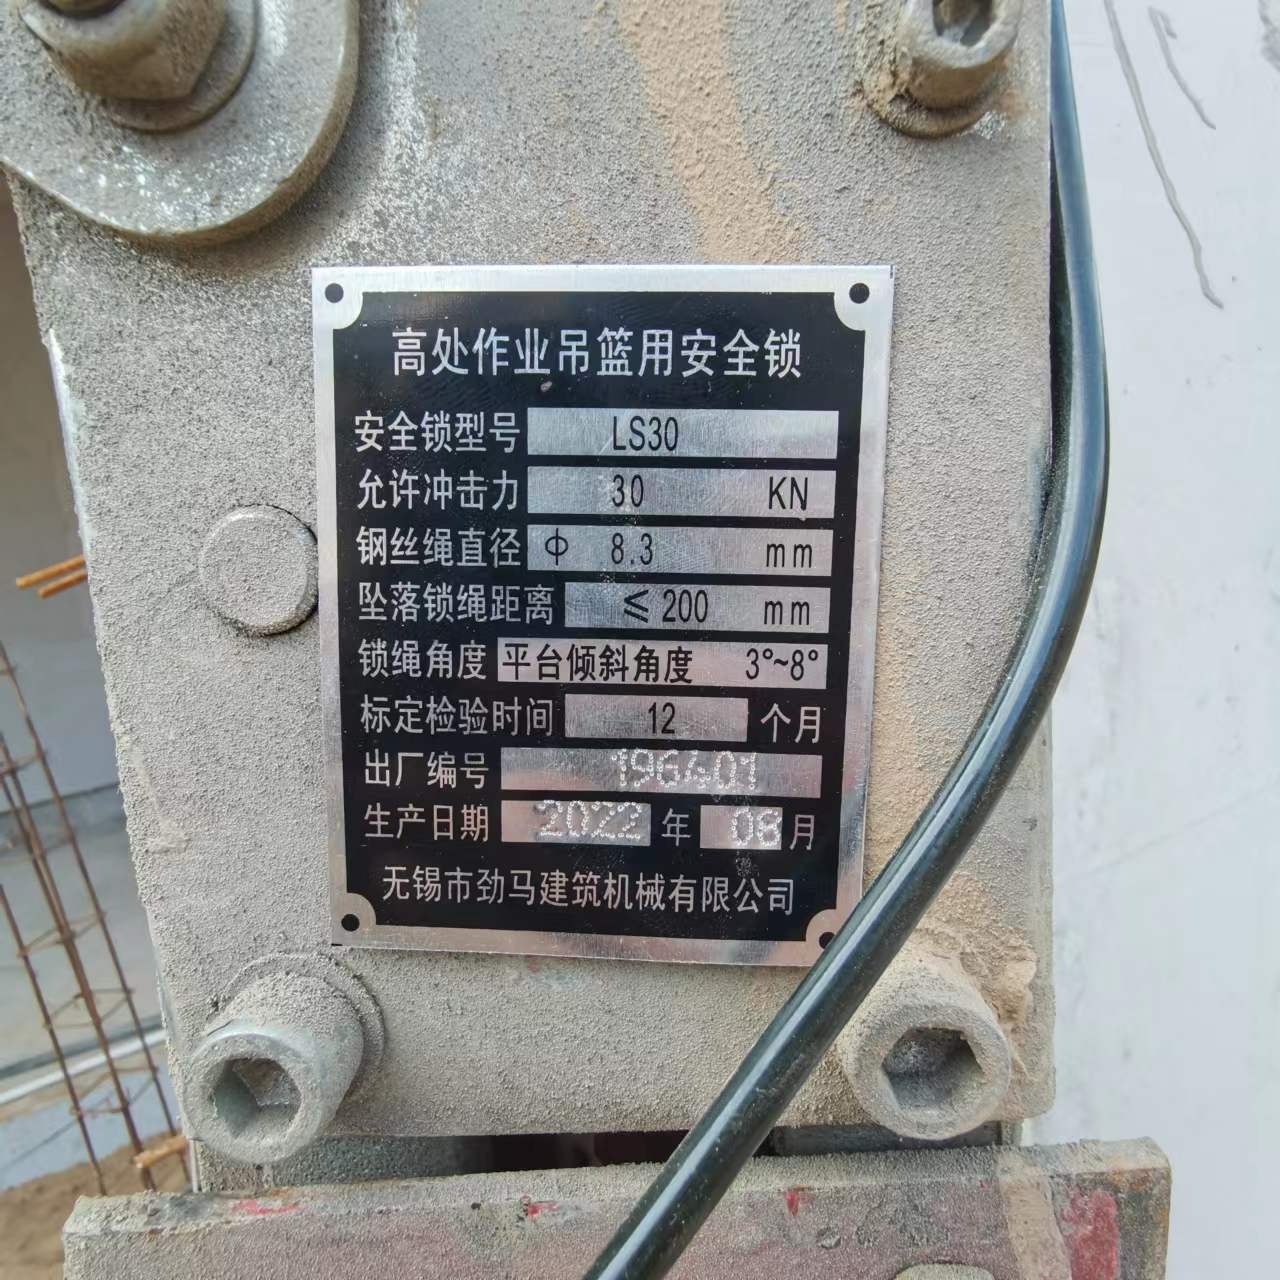 高处作业吊篮用安全锁
安全锁型号 LS30
允许冲击力 30 KN
钢丝绳直径 ф 8.3 mm
坠落锁绳距离 ≤200 mm
锁绳角度 平台倾斜角度 3°~8°
标定检验时间 12 个月
出厂编号 196401
生产日期 2022 年 08 月
无锡市劲马建筑机械有限公司